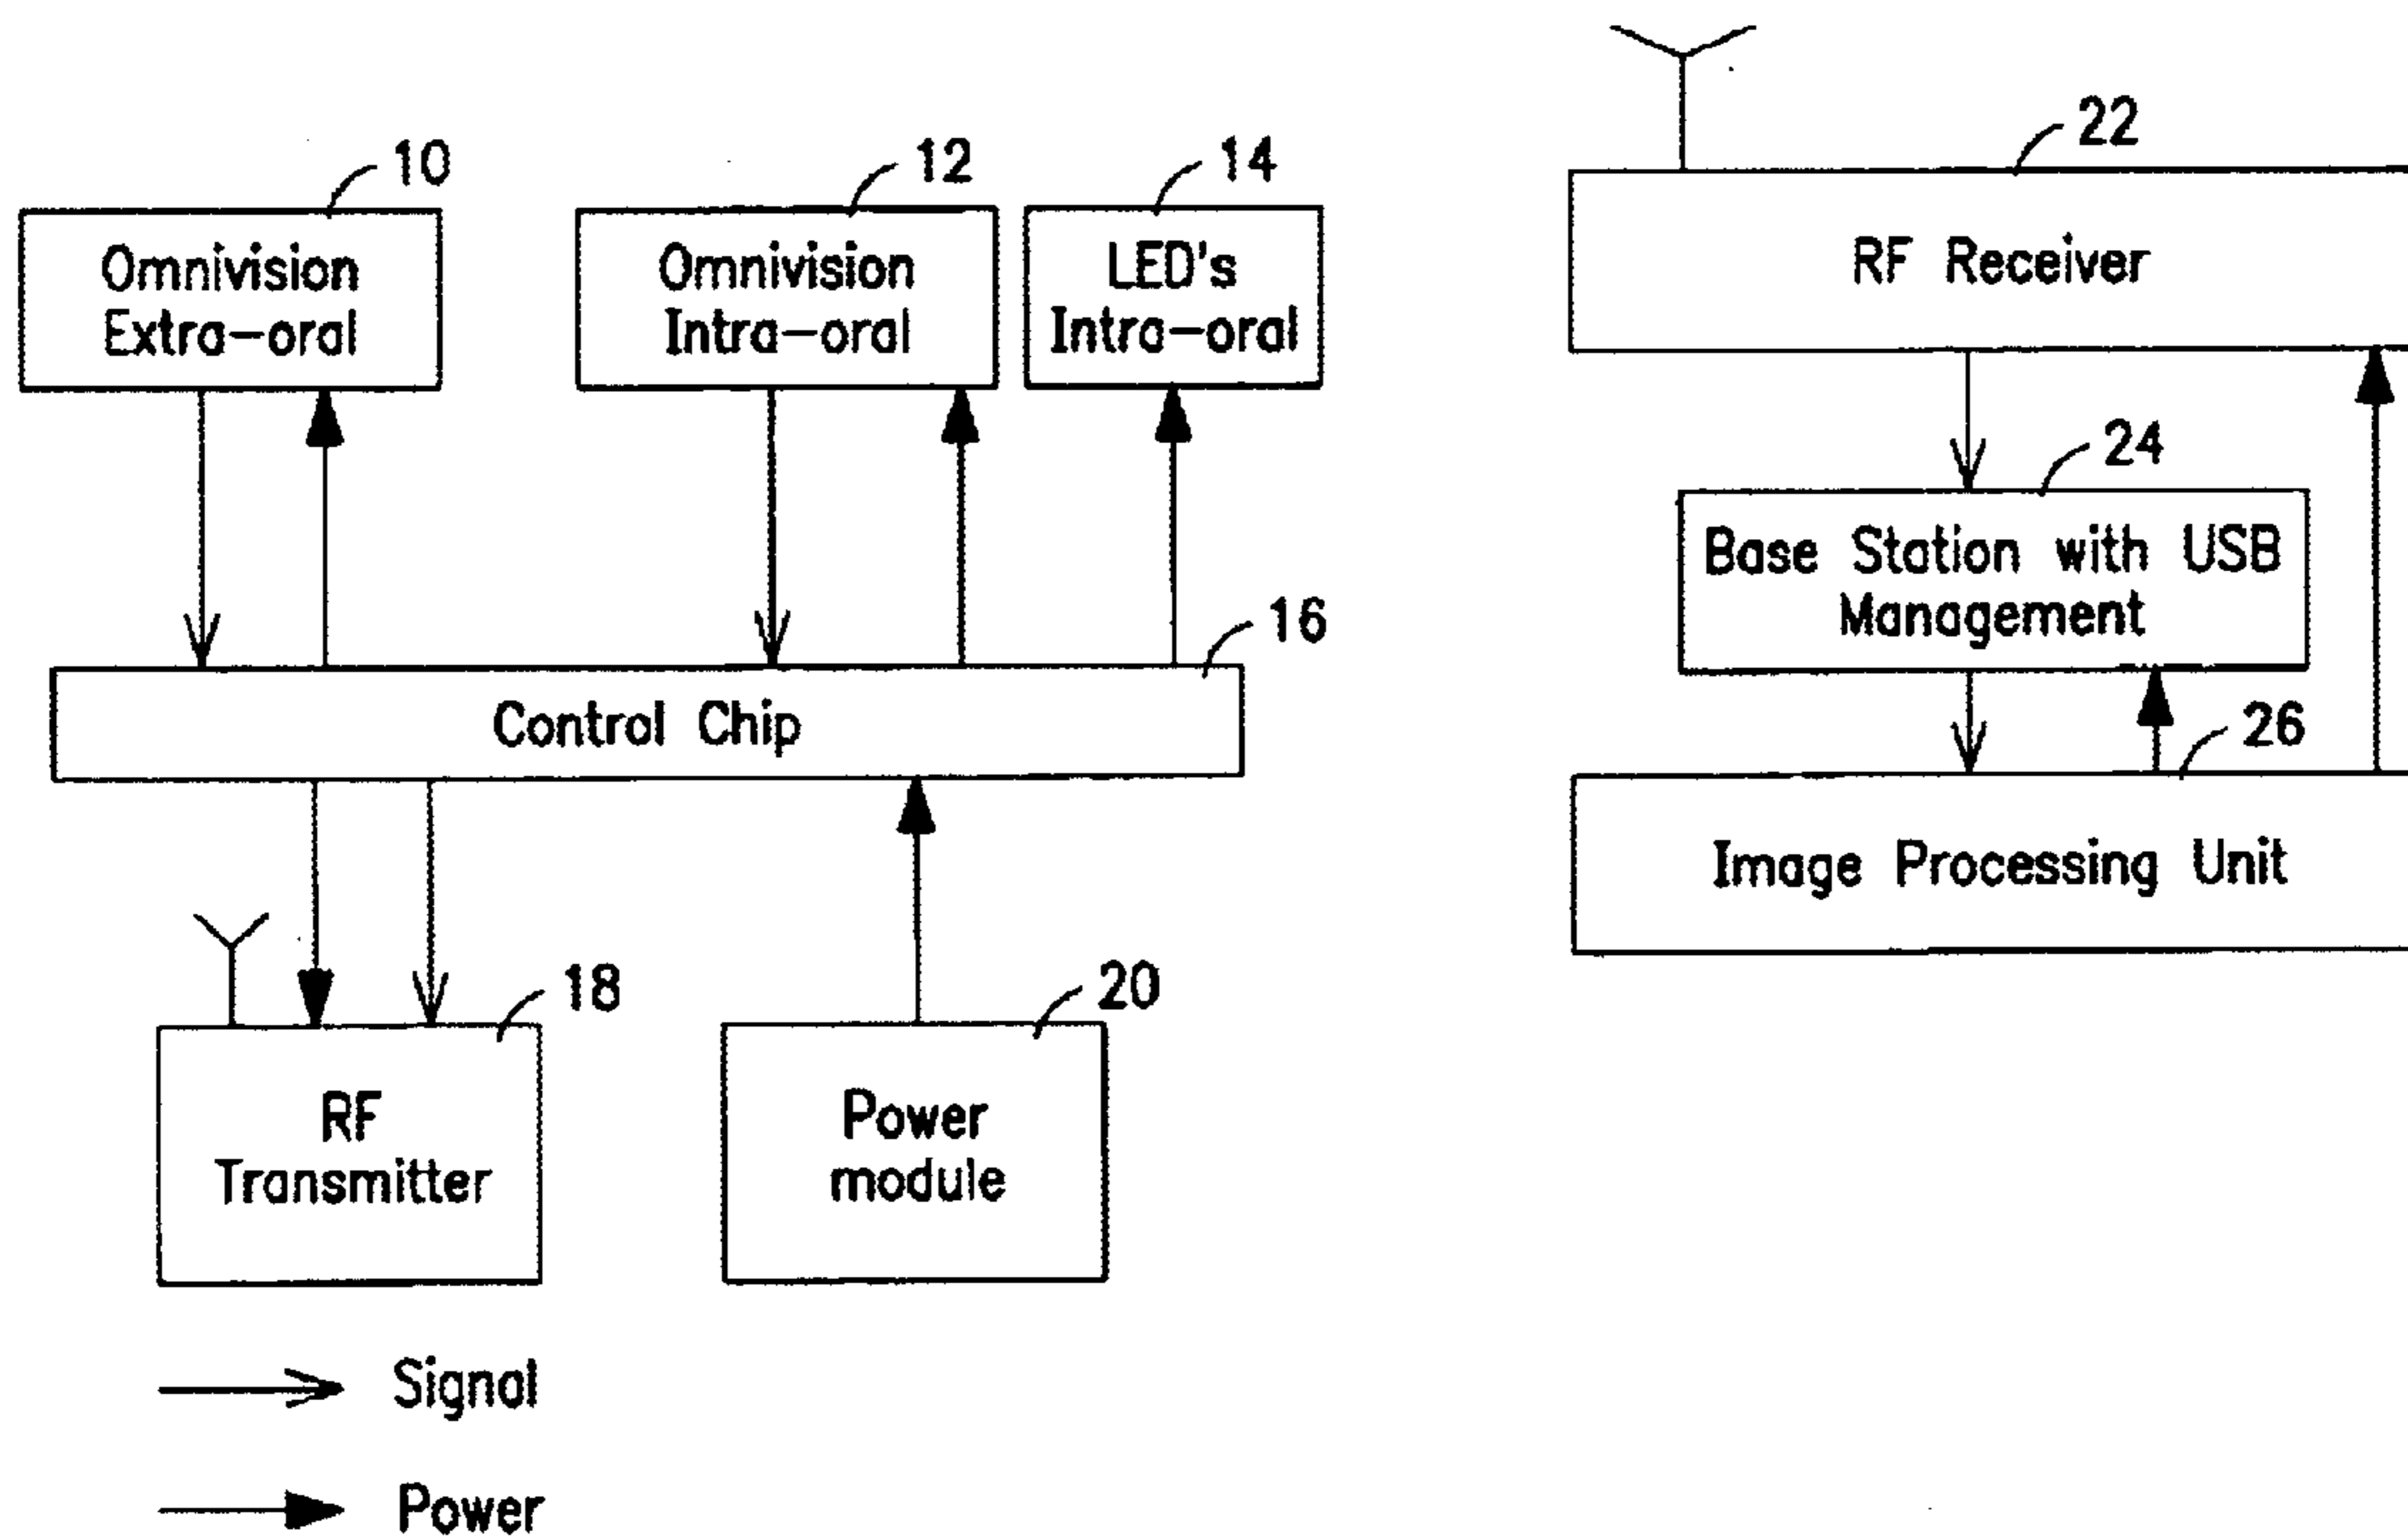 10
12
14
22
Omnivision
Extra-oral
Omnivision
Intra-oral
LED's
Intra-oral
RF Receiver
24
Base Station with USB
Management
16
Control Chip
26
Image Processing Unit
18
20
RF
Transmitter
Power
module
Signal
Power